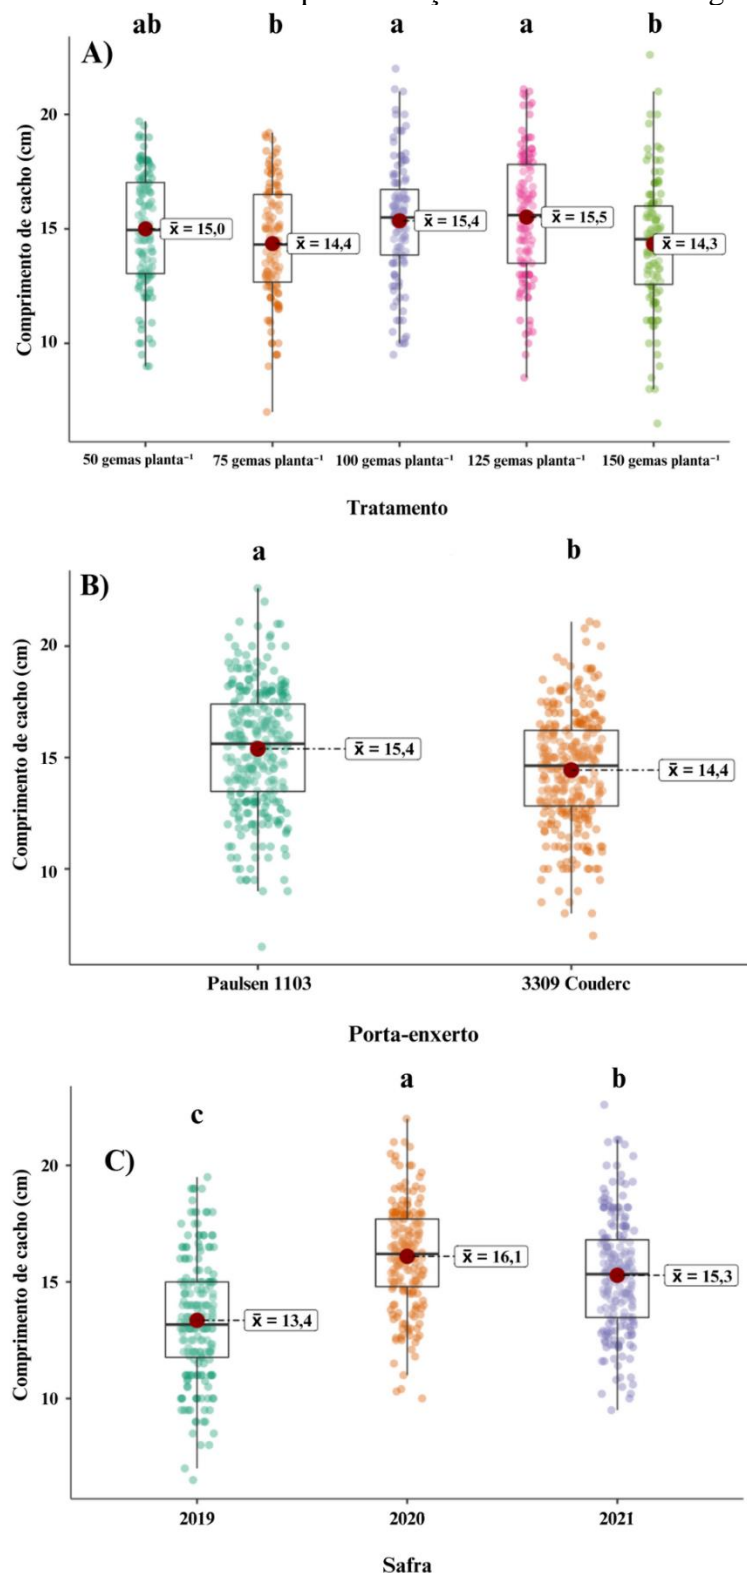 ab b a a b
A)
Comprimento de cacho (cm)
20
15
10
x̄ = 15,0
x̄ = 14,4
x̄ = 15,4
x̄ = 15,5
x̄ = 14,3
50 gemas planta⁻¹ 75 gemas planta⁻¹ 100 gemas planta⁻¹ 125 gemas planta⁻¹ 150 gemas planta⁻¹
Tratamento
a b
B)
Comprimento de cacho (cm)
20
15
10
x̄ = 15,4
x̄ = 14,4
Paulsen 1103 3309 Couderc
Porta-enxerto
c a b
C)
Comprimento de cacho (cm)
20
15
10
x̄ = 13,4
x̄ = 16,1
x̄ = 15,3
2019 2020 2021
Safra